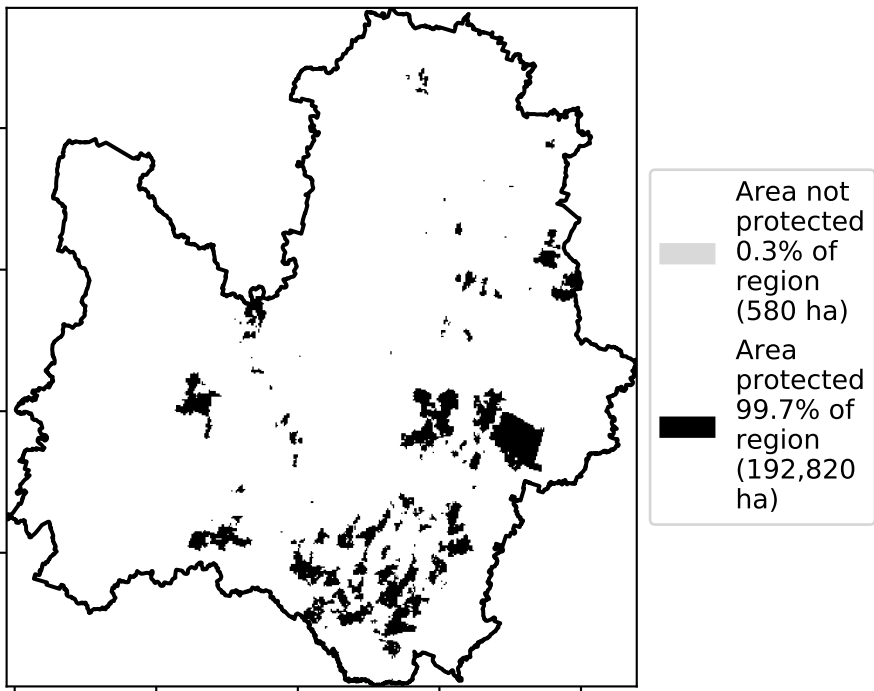 Area not
protected
0.3% of
region
(580 ha)
Area
protected
99.7% of
region
(192,820
ha)